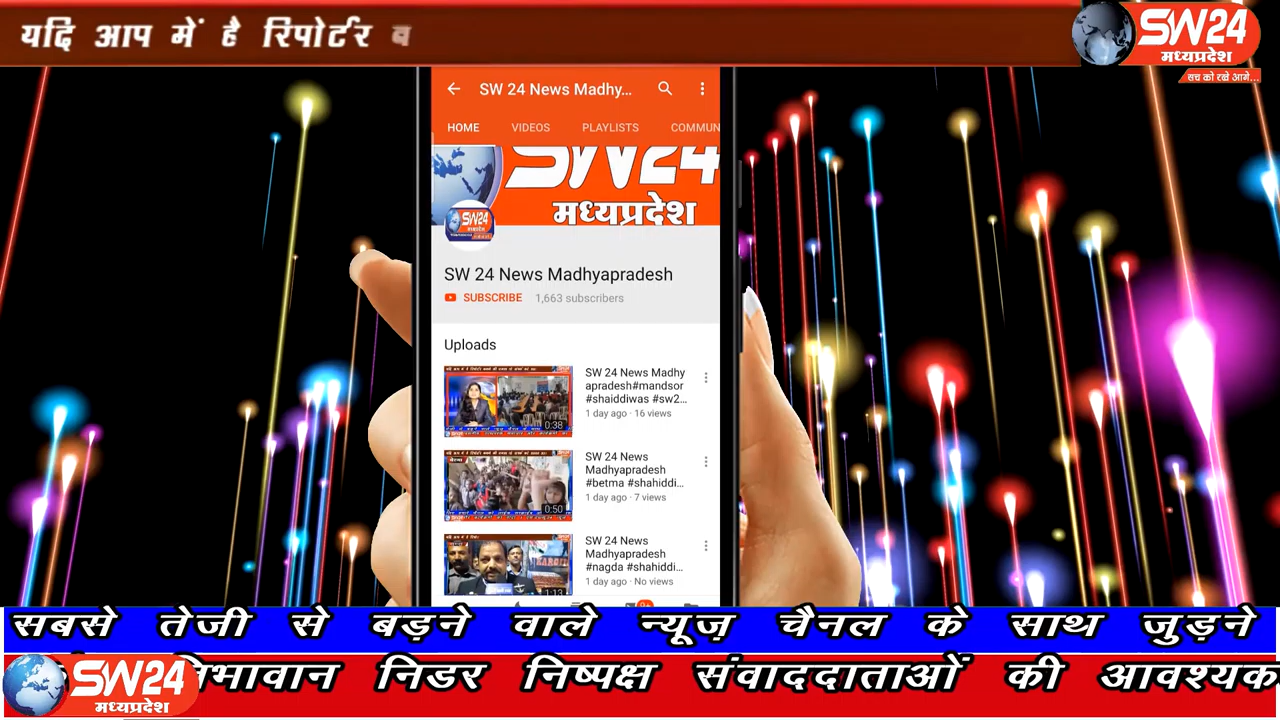 यदि आप में है रिपोर्टर ब
SW24
मध्यप्रदेश
सच को रखे आगे...
SW 24 News Madhy...
HOME VIDEOS PLAYLISTS COMMUN
SW24
मध्यप्रदेश
SW24
SW 24 News Madhyapradesh
SUBSCRIBE 1,663 subscribers
Uploads
SW 24 News Madhy
apradesh#mandsor
#shaiddiwas #sw2...
1 day ago · 16 views
0:38
SW 24 News
Madhyapradesh
#betma #shahiddi...
1 day ago · 7 views
0:50
SW 24 News
Madhyapradesh
#nagda #shahiddi...
1 day ago · No views
1:13
सबसे तेजी से बड़ने वाले न्यूज़ चैनल के साथ जुड़ने
तिभावान निडर निष्पक्ष संवाददाताओं की आवश्यक
SW24
मध्यप्रदेश